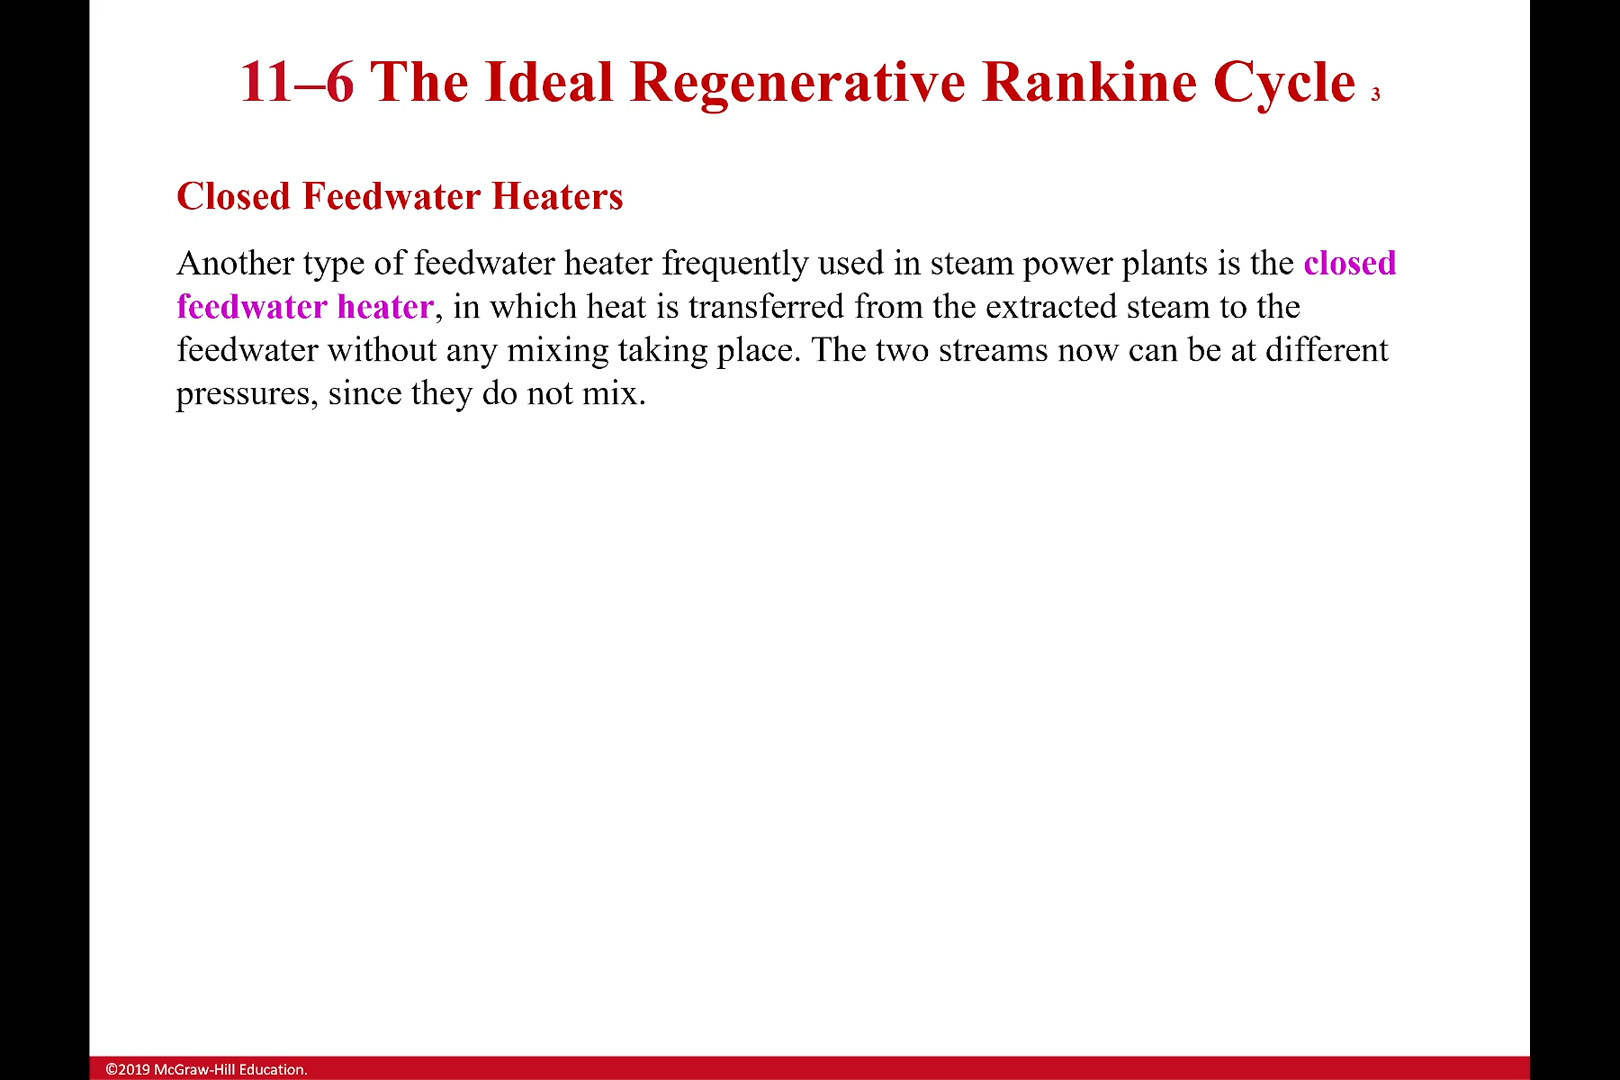 11–6 The Ideal Regenerative Rankine Cycle 3
Closed Feedwater Heaters
Another type of feedwater heater frequently used in steam power plants is the closed
feedwater heater, in which heat is transferred from the extracted steam to the
feedwater without any mixing taking place. The two streams now can be at different
pressures, since they do not mix.
©2019 McGraw-Hill Education.